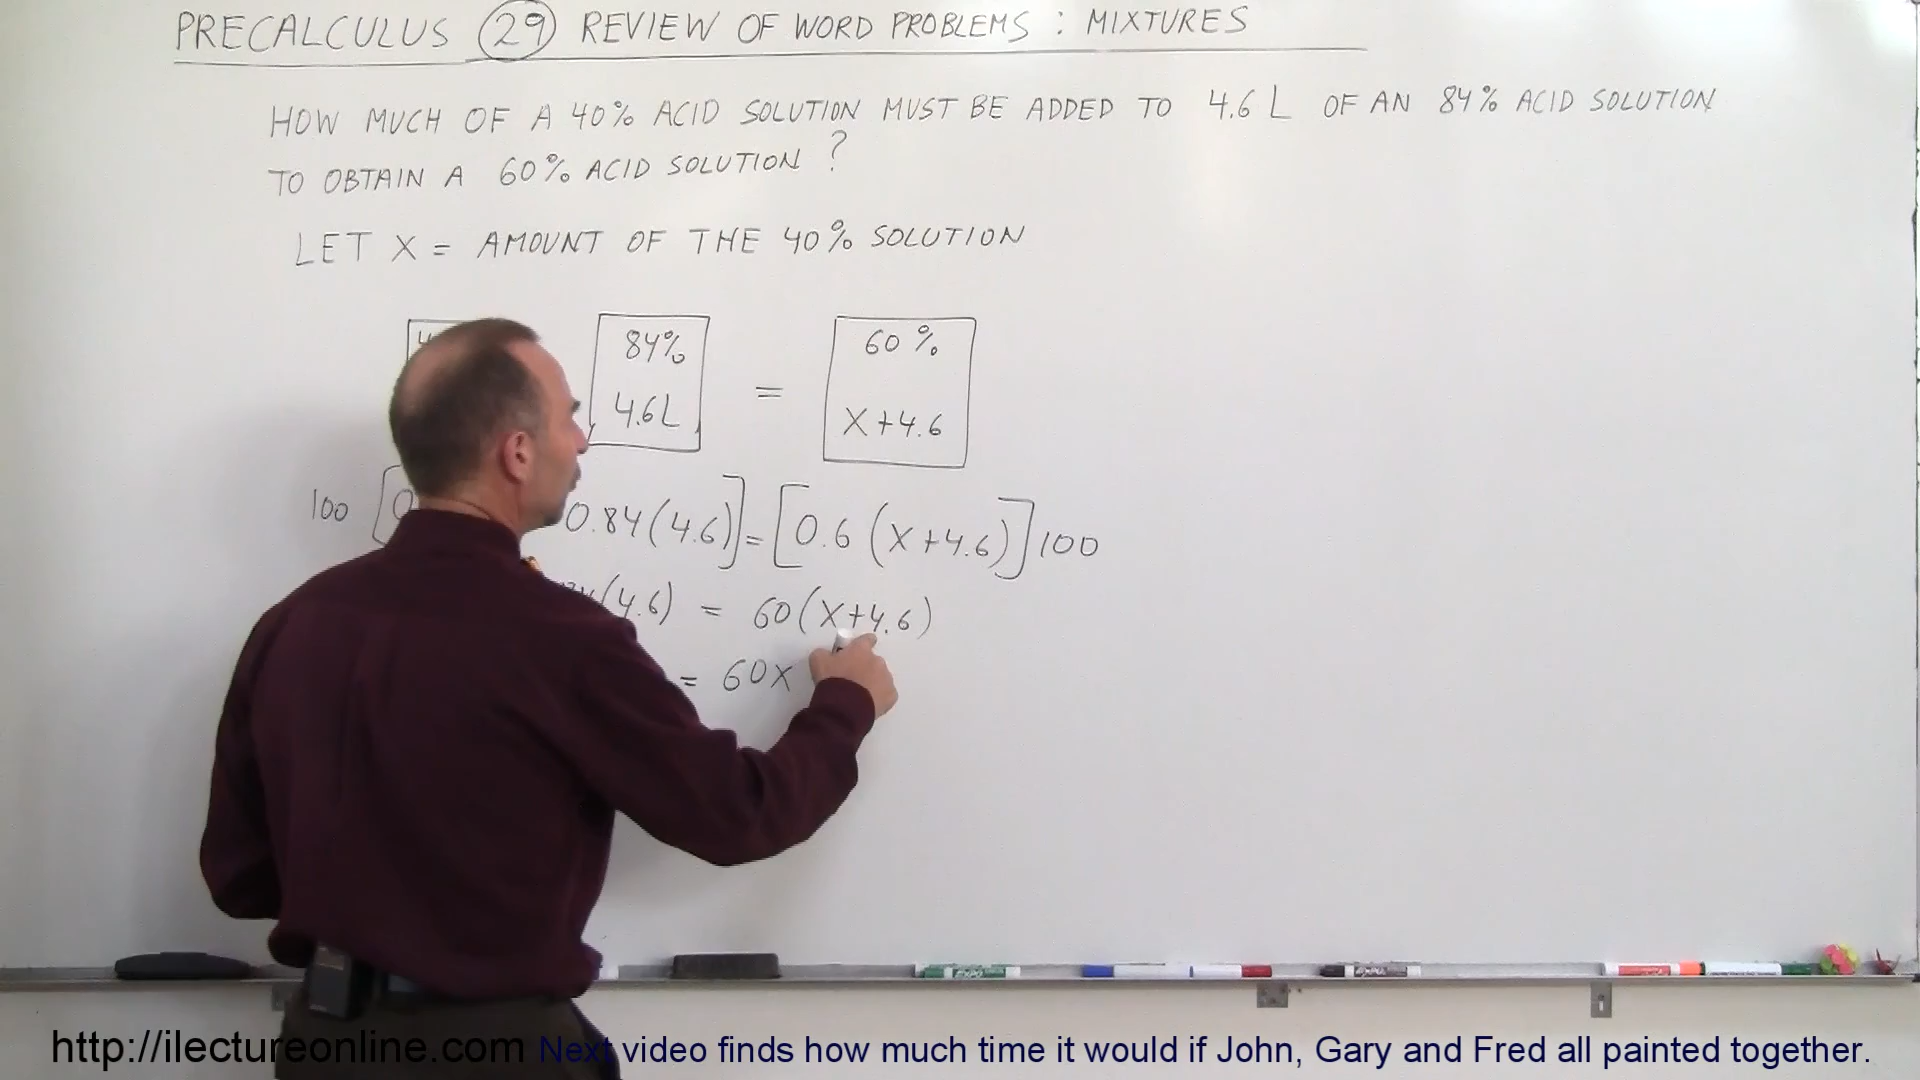 PRECALCULUS 29 REVIEW OF WORD PROBLEMS : MIXTURES
HOW MUCH OF A 40% ACID SOLUTION MUST BE ADDED TO 4.6 L OF AN 84% ACID SOLUTION
TO OBTAIN A 60% ACID SOLUTION ?
LET X = AMOUNT OF THE 40% SOLUTION
84% 60 %
4.6L = X+4.6
100 [0 0.84(4.6)] = [0.6 (X+4.6)] 100
(4.6) = 60(X+4.6)
= 60X
EXPO
EXPO
http://ilectureonline.com Next video finds how much time it would if John, Gary and Fred all painted together.